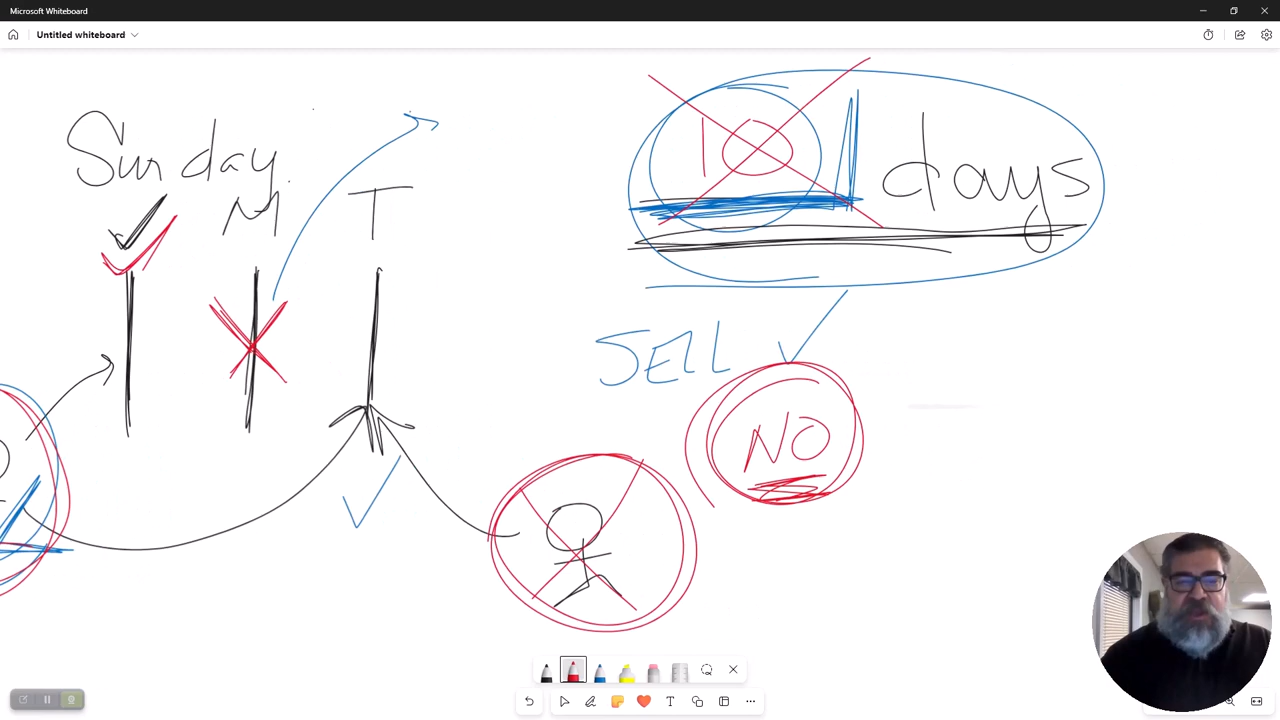 Microsoft Whiteboard
Untitled whiteboard
Sunday
M T
10 days
SELL
NO
T